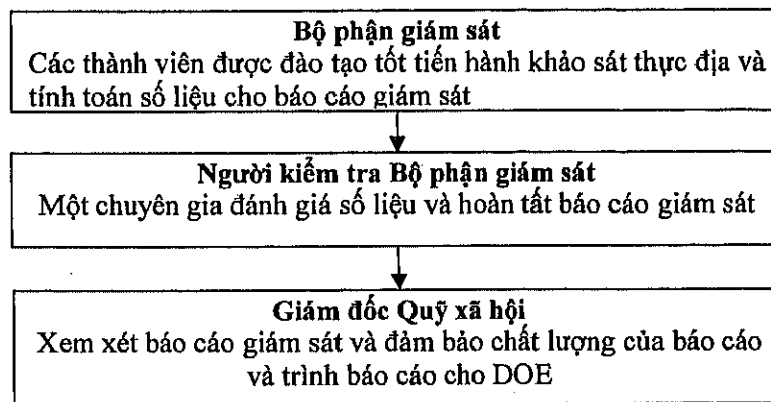 Bộ phận giám sát
Các thành viên được đào tạo tốt tiến hành khảo sát thực địa và
tính toán số liệu cho báo cáo giám sát
Người kiểm tra Bộ phận giám sát
Một chuyên gia đánh giá số liệu và hoàn tất báo cáo giám sát
Giám đốc Quỹ xã hội
Xem xét báo cáo giám sát và đảm bảo chất lượng của báo cáo
và trình báo cáo cho DOE